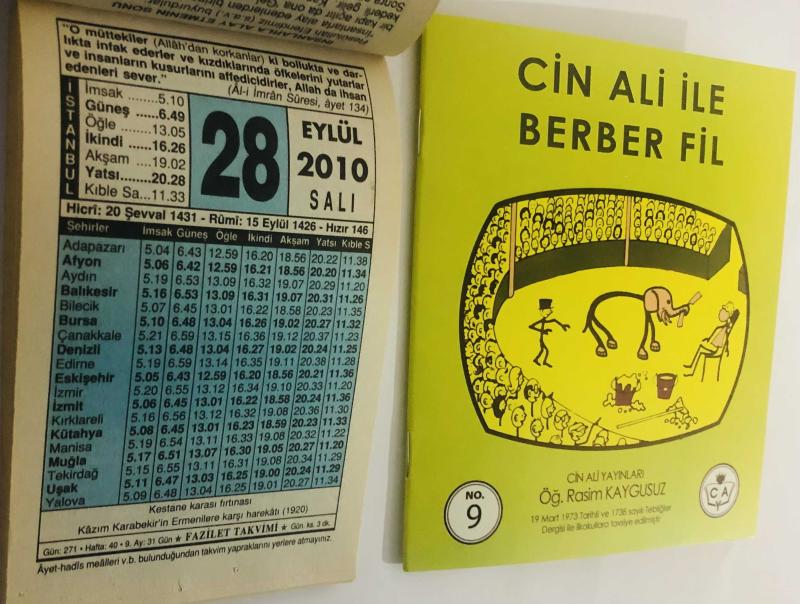 "O müttekiler (Allâh'dan korkanlar) ki bollukta ve dar-
lıkta infak ederler ve kızdıklarında öfkelerini yutarlar
ve insanların kusurlarını affedicidirler, Allah da ihsan
edenleri sever." (Âl-i İmrân Sûresi, âyet 134)
İSTANBUL
İmsak ........5.10
Güneş ......6.49
Öğle ........13.05
İkindi .......16.26
Akşam .....19.02
Yatsı........20.28
Kıble Sa...11.33
28
EYLÜL
2010
SALI
Hicrî: 20 Şevval 1431 - Rûmî: 15 Eylül 1426 - Hızır 146
Şehirler İmsak Güneş Öğle İkindi Akşam Yatsı Kıble S
Adapazarı 5.04 6.43 12.59 16.20 18.56 20.22 11.38
Afyon 5.06 6.42 12.59 16.21 18.56 20.20 11.34
Aydın 5.19 6.53 13.09 16.32 19.07 20.29 11.20
Balıkesir 5.16 6.53 13.09 16.31 19.07 20.31 11.26
Bilecik 5.07 6.45 13.01 16.22 18.58 20.23 11.35
Bursa 5.10 6.48 13.04 16.26 19.02 20.27 11.32
Çanakkale 5.21 6.59 13.15 16.36 19.12 20.37 11.23
Denizli 5.13 6.48 13.04 16.27 19.02 20.24 11.25
Edirne 5.19 6.59 13.14 16.35 19.11 20.38 11.28
Eskişehir 5.05 6.43 12.59 16.20 18.56 20.21 11.36
İzmir 5.20 6.55 13.12 16.34 19.10 20.33 11.20
İzmit 5.06 6.45 13.01 16.22 18.58 20.24 11.36
Kırklareli 5.16 6.56 13.12 16.32 19.08 20.36 11.30
Kütahya 5.08 6.45 13.01 16.23 18.59 20.23 11.33
Manisa 5.19 6.54 13.11 16.33 19.08 20.32 11.22
Muğla 5.17 6.51 13.07 16.30 19.05 20.27 11.20
Tekirdağ 5.15 6.55 13.11 16.31 19.08 20.34 11.29
Uşak 5.11 6.47 13.03 16.25 19.00 20.24 11.29
Yalova 5.09 6.48 13.04 16.25 19.01 20.27 11.34
Kestane karası fırtınası
Kâzım Karabekir'in Ermenilere karşı harekâtı (1920)
Gün: 271 • Hafta: 40 • 9. Ay: 31 Gün ★ FAZİLET TAKVİMİ ★ Gün. ks. 3 dk.
Âyet-hadîs meâlleri v.b. bulunduğundan takvim yapraklarını yerlere atmayınız.
CİN ALİ İLE
BERBER FİL
CİN ALİ YAYINLARI
Öğ. Rasim KAYGUSUZ
19 Mart 1973 Tarihli ve 1736 sayılı Tebliğler
Dergisi ile ilkokullara tavsiye edilmiştir
NO.
9
C A Y